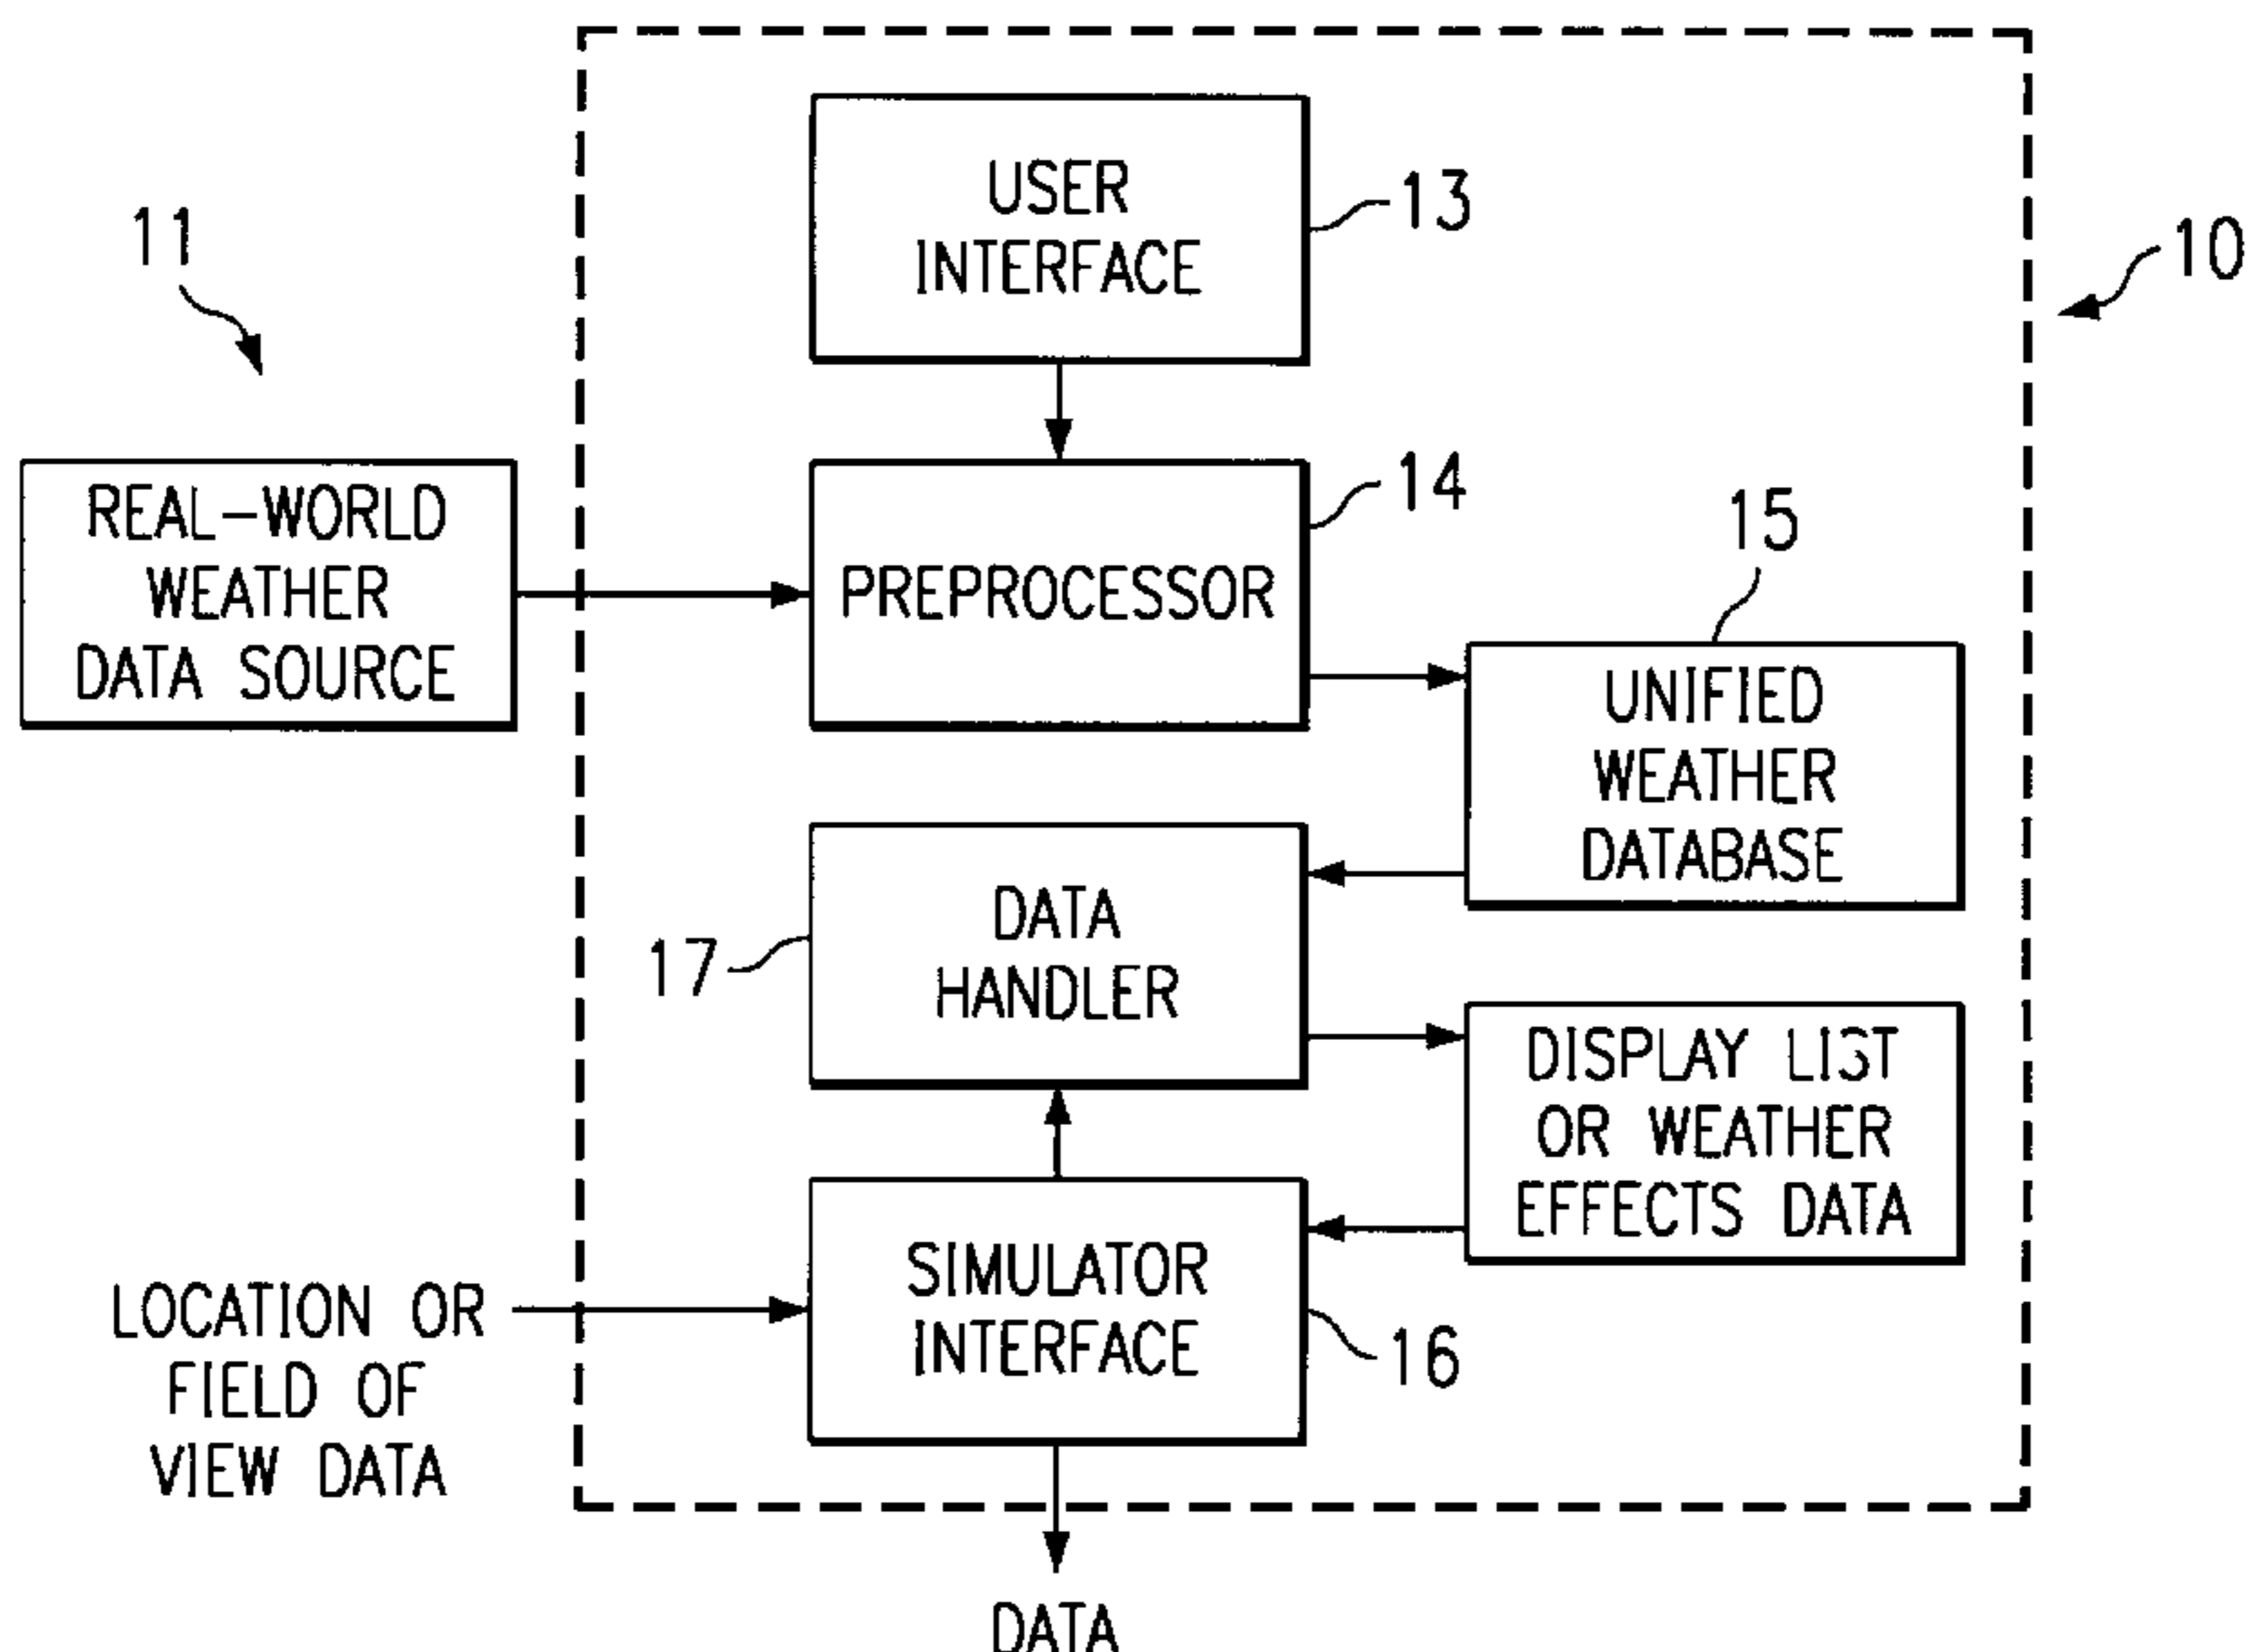 USER
INTERFACE
13
10
11
REAL-WORLD
WEATHER
DATA SOURCE
PREPROCESSOR
14
15
UNIFIED
WEATHER
DATABASE
DATA
HANDLER
17
DISPLAY LIST
OR WEATHER
EFFECTS DATA
LOCATION OR
FIELD OF
VIEW DATA
SIMULATOR
INTERFACE
16
DATA